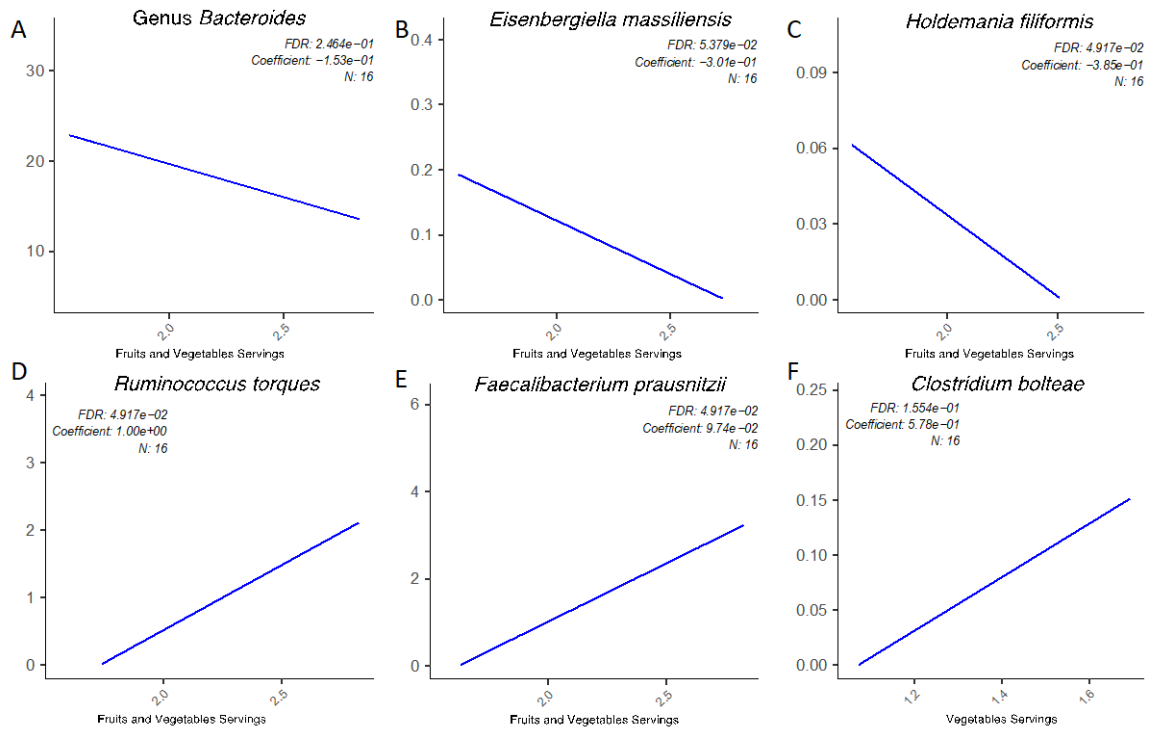 A
Genus Bacteroides
FDR: 2.464e−01
Coefficient: −1.53e−01
N: 16
30
20
10
2.0
2.5
Fruits and Vegetables Servings
B
Eisenbergiella massiliensis
FDR: 5.379e−02
Coefficient: −3.01e−01
N: 16
0.4
0.3
0.2
0.1
0.0
2.0
2.5
Fruits and Vegetables Servings
C
Holdemania filiformis
FDR: 4.917e−02
Coefficient: −3.85e−01
N: 16
0.09
0.06
0.03
0.00
2.0
2.5
Fruits and Vegetables Servings
D
Ruminococcus torques
FDR: 4.917e−02
Coefficient: 1.00e+00
N: 16
4
3
2
1
0
2.0
2.5
Fruits and Vegetables Servings
E
Faecalibacterium prausnitzii
FDR: 4.917e−02
Coefficient: 9.74e−02
N: 16
6
4
2
0
2.0
2.5
Fruits and Vegetables Servings
F
Clostridium bolteae
FDR: 1.554e−01
Coefficient: 5.78e−01
N: 16
0.25
0.20
0.15
0.10
0.05
0.00
1.2
1.4
1.6
Vegetables Servings